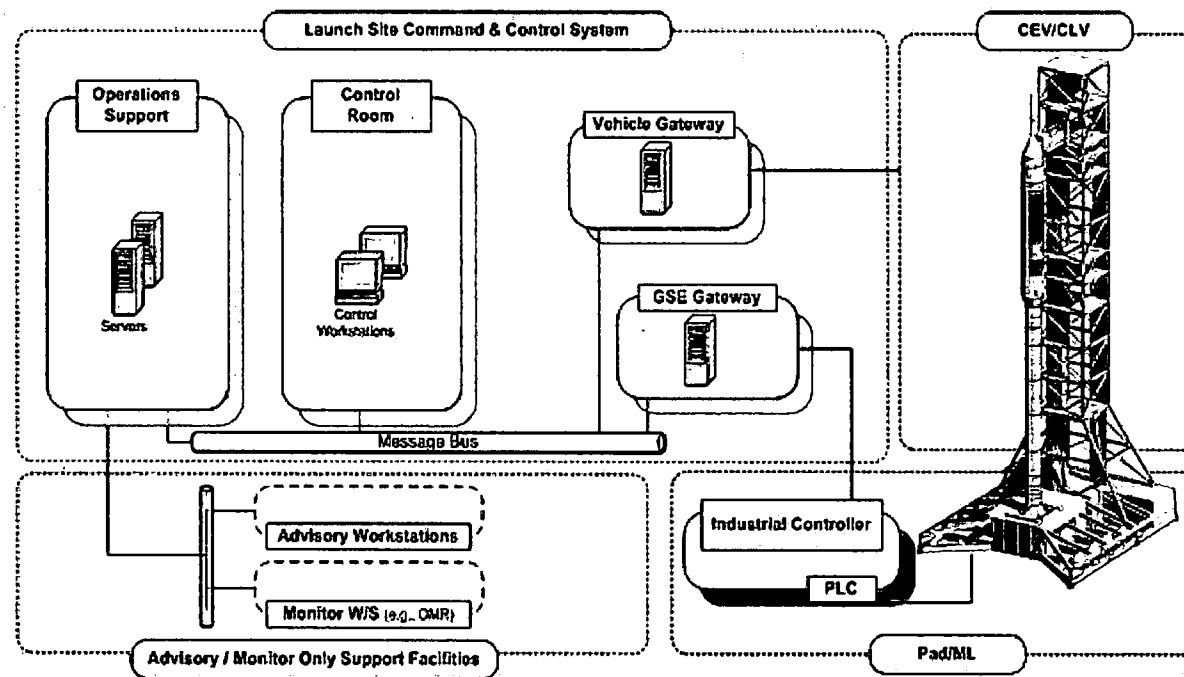 Launch Site Command & Control System
CEV/CLV
Operations
Support
Control
Room
Vehicle Gateway
GSE Gateway
Servers
Control
Workstations
Message Bus
Industrial Controller
PLC
Advisory Workstations
Monitor W/S (e.g., OMR)
Advisory / Monitor Only Support Facilities
Pad/ML